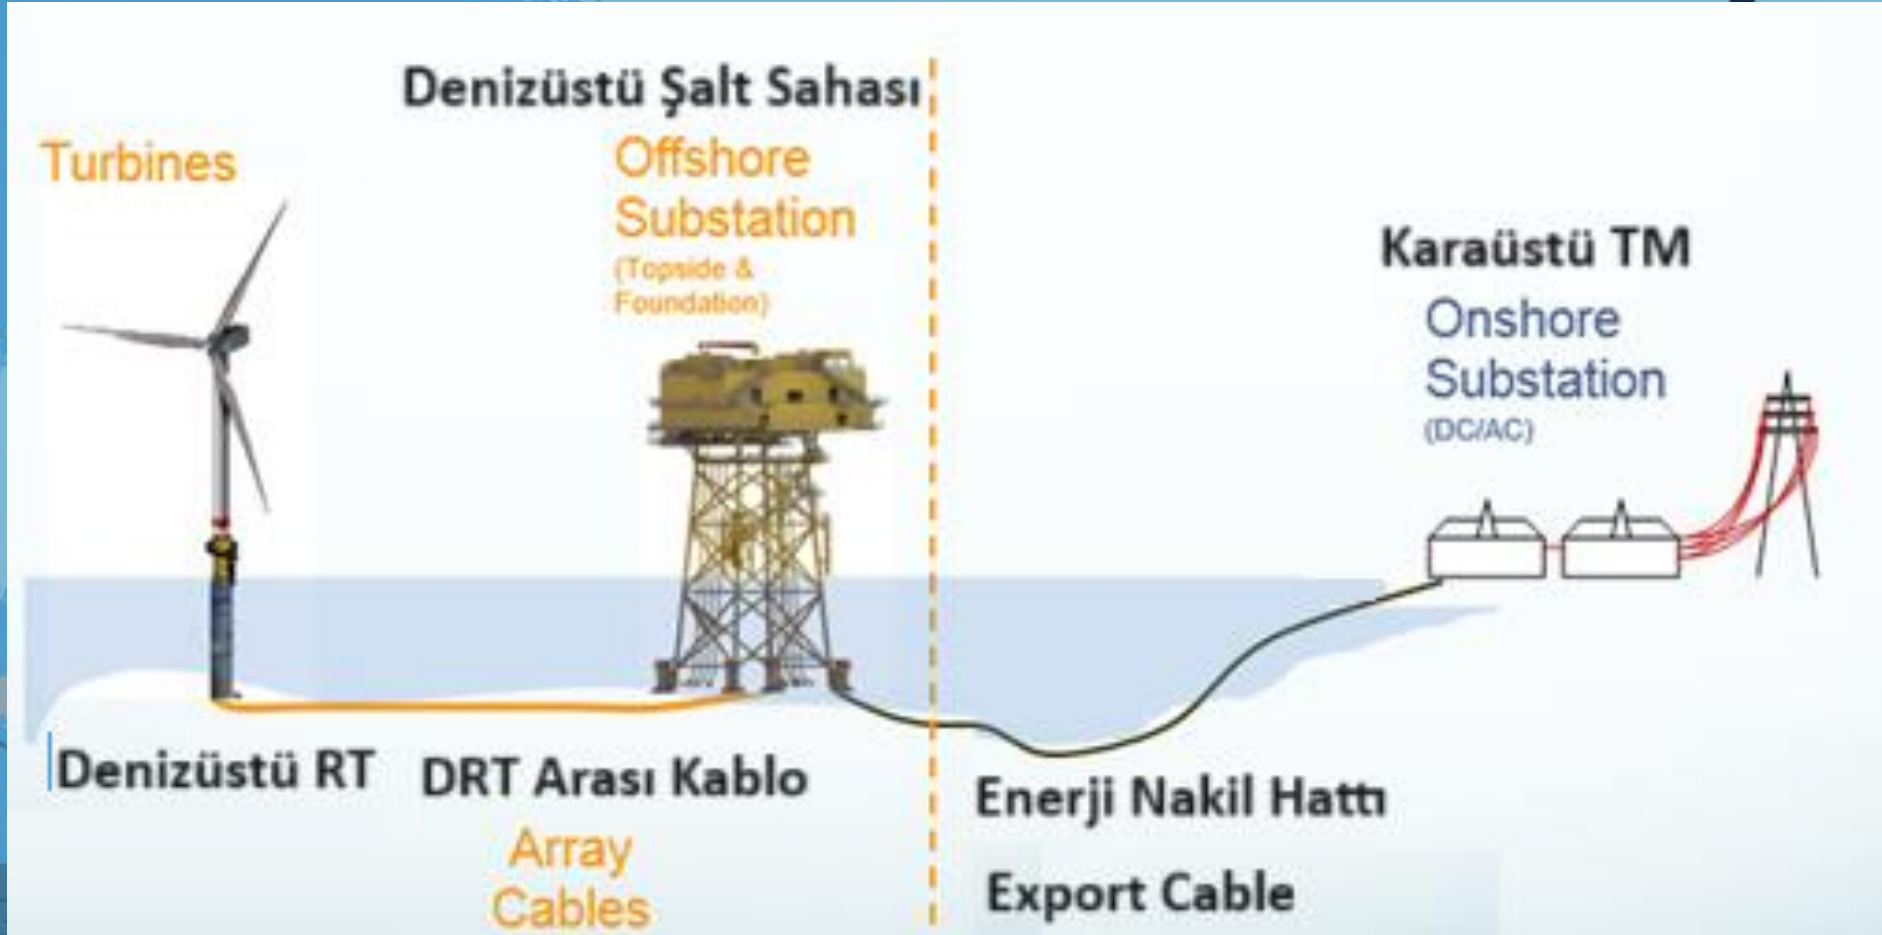 Denizüstü Şalt Sahası
Turbines
Offshore
Substation
(Topside &
Foundation)
Karaüstü TM
Onshore
Substation
(DC/AC)
Denizüstü RT
DRT Arası Kablo
Array
Cables
Enerji Nakil Hattı
Export Cable